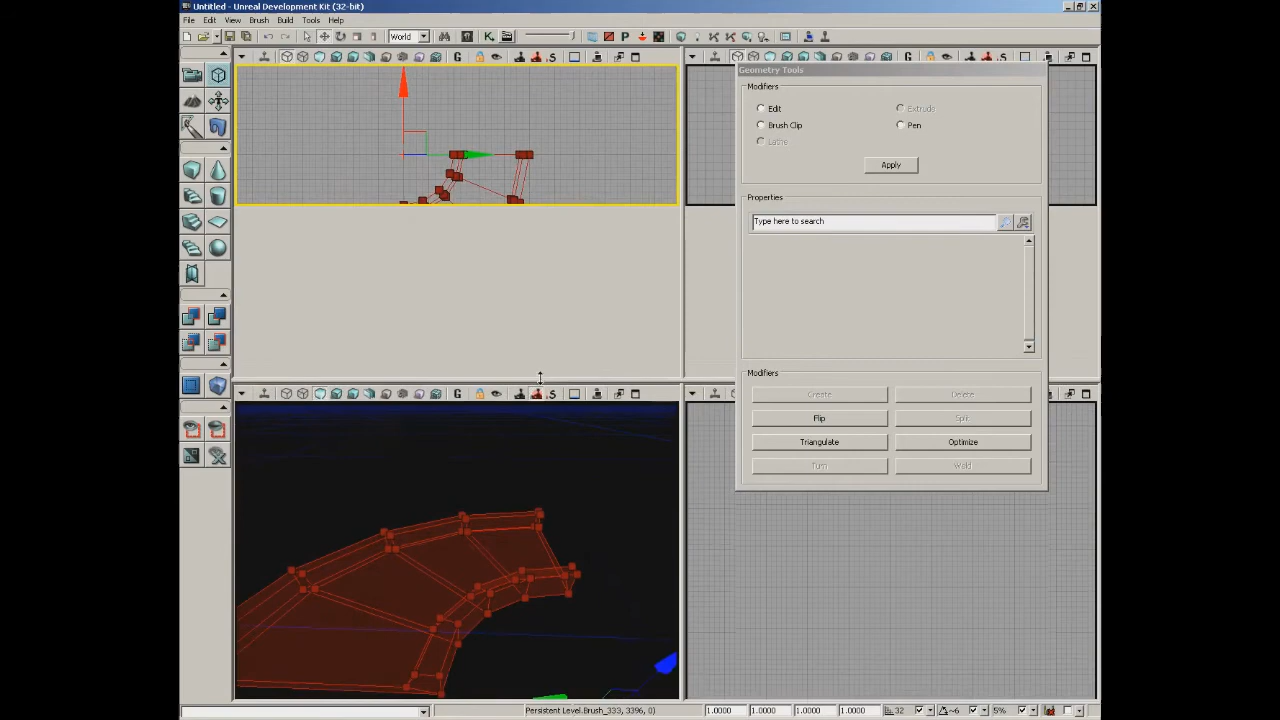 Untitled - Unreal Development Kit (32-bit)
File Edit View Brush Build Tools Help
World
G
S
P
Geometry Tools
Modifiers
Edit
Extrude
Brush Clip
Pen
Lathe
Apply
Properties
Type here to search
G
S
Modifiers
Create
Delete
Flip
Split
Triangulate
Optimize
Turn
Weld
Persistent Level.Brush_333, 3396, 0)
1.0000 1.0000 1.0000 1.0000 32 ~6 5%